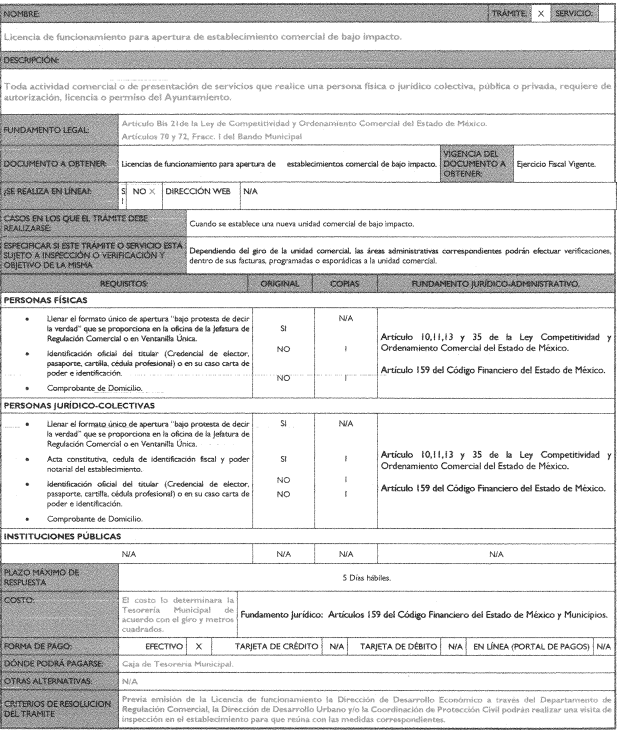 NOMBRE: TRÁMITE: X SERVICIO:
Licencia de funcionamiento para apertura de establecimiento comercial de bajo impacto.
DESCRIPCIÓN:
Toda actividad comercial o de presentación de servicios que realice una persona física o jurídico colectiva, pública o privada, requiere de
autorización, licencia o permiso del Ayuntamiento.
FUNDAMENTO LEGAL:
Artículo Bis 21de la Ley de Competitividad y Ordenamiento Comercial del Estado de México.
Artículos 70 y 72, Fracc. I del Bando Municipal
DOCUMENTO A OBTENER:
Licencias de funcionamiento para apertura de establecimientos comercial de bajo impacto.
VIGENCIA DEL
DOCUMENTO A
OBTENER:
Ejercicio Fiscal Vigente.
¿SE REALIZA EN LÍNEA?:
S
I
NO X DIRECCIÓN WEB N/A
CASOS EN LOS QUE EL TRÁMITE DEBE
REALIZARSE:
Cuando se establece una nueva unidad comercial de bajo impacto.
ESPECIFICAR SI ESTE TRÁMITE O SERVICIO ESTÁ
SUJETO A INSPECCIÓN O VERIFICACIÓN Y
OBJETIVO DE LA MISMA
Dependiendo del giro de la unidad comercial, las áreas administrativas correspondientes podrán efectuar verificaciones,
dentro de sus facturas, programadas o esporádicas a la unidad comercial.
REQUISITOS: ORIGINAL COPIAS FUNDAMENTO JURÍDICO-ADMINISTRATIVO.
PERSONAS FÍSICAS
• Llenar el formato único de apertura "bajo protesta de decir
la verdad" que se proporciona en la oficina de la Jefatura de
Regulación Comercial o en Ventanilla Única.
• Identificación oficial del titular (Credencial de elector,
pasaporte, cartilla, cédula profesional) o en su caso carta de
poder e identificación.
• Comprobante de Domicilio.
SI
NO
NO
N/A
1
1
Artículo 10,11,13 y 35 de la Ley Competitividad y
Ordenamiento Comercial del Estado de México.
Artículo 159 del Código Financiero del Estado de México.
PERSONAS JURÍDICO-COLECTIVAS
• Llenar el formato único de apertura "bajo protesta de decir
la verdad" que se proporciona en la oficina de la Jefatura de
Regulación Comercial o en Ventanilla Única.
• Acta constitutiva, cedula de identificación fiscal y poder
notarial del establecimiento.
• Identificación oficial del titular (Credencial de elector,
pasaporte, cartilla, cédula profesional) o en su caso carta de
poder e identificación.
• Comprobante de Domicilio.
SI
SI
NO
NO
N/A
1
1
1
Artículo 10,11,13 y 35 de la Ley Competitividad y
Ordenamiento Comercial del Estado de México.
Artículo 159 del Código Financiero del Estado de México.
INSTITUCIONES PÚBLICAS
N/A N/A N/A N/A
PLAZO MÁXIMO DE
RESPUESTA
5 Días hábiles.
COSTO:
El costo lo determinara la
Tesorería Municipal de
acuerdo con el giro y metros
cuadrados.
Fundamento Jurídico: Artículos 159 del Código Financiero del Estado de México y Municipios.
FORMA DE PAGO: EFECTIVO X TARJETA DE CRÉDITO N/A TARJETA DE DÉBITO N/A EN LÍNEA (PORTAL DE PAGOS) N/A
DÓNDE PODRÁ PAGARSE: Caja de Tesorería Municipal.
OTRAS ALTERNATIVAS: N/A
CRITERIOS DE RESOLUCION
DEL TRAMITE
Previa emisión de la Licencia de funcionamiento la Dirección de Desarrollo Económico a través del Departamento de
Regulación Comercial, la Dirección de Desarrollo Urbano y/o la Coordinación de Protección Civil podrán realizar una visita de
inspección en el establecimiento para que reúna con las medidas correspondientes.